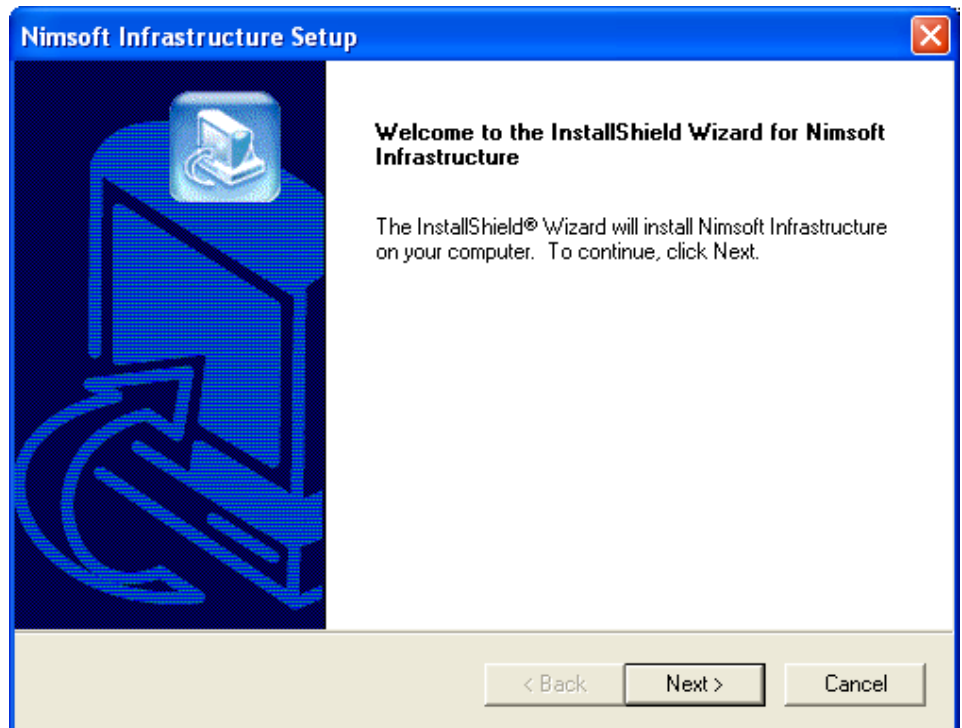 Nimsoft Infrastructure Setup
Welcome to the InstallShield Wizard for Nimsoft
Infrastructure
The InstallShield® Wizard will install Nimsoft Infrastructure
on your computer.  To continue, click Next.
< Back
Next >
Cancel